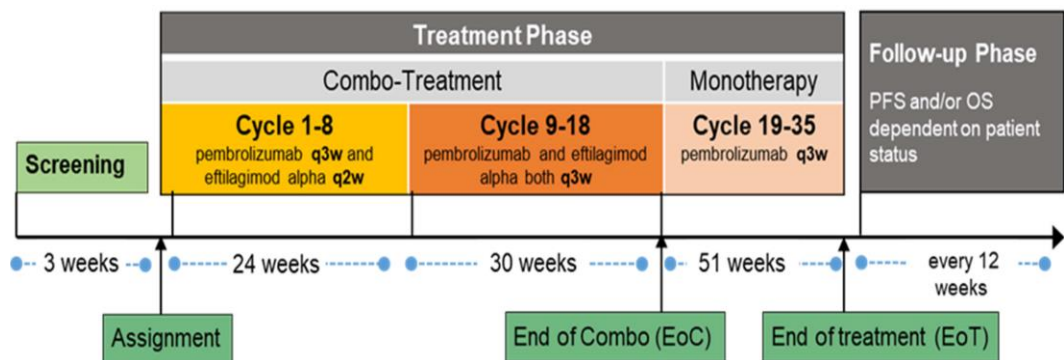 Treatment Phase
Combo-Treatment
Monotherapy
Follow-up Phase
PFS and/or OS
dependent on patient
status
Screening
Cycle 1-8
pembrolizumab q3w and
eftilagimod alpha q2w
Cycle 9-18
pembrolizumab and eftilagimod
alpha both q3w
Cycle 19-35
pembrolizumab q3w
3 weeks
24 weeks
30 weeks
51 weeks
every 12
weeks
Assignment
End of Combo (EoC)
End of treatment (EoT)